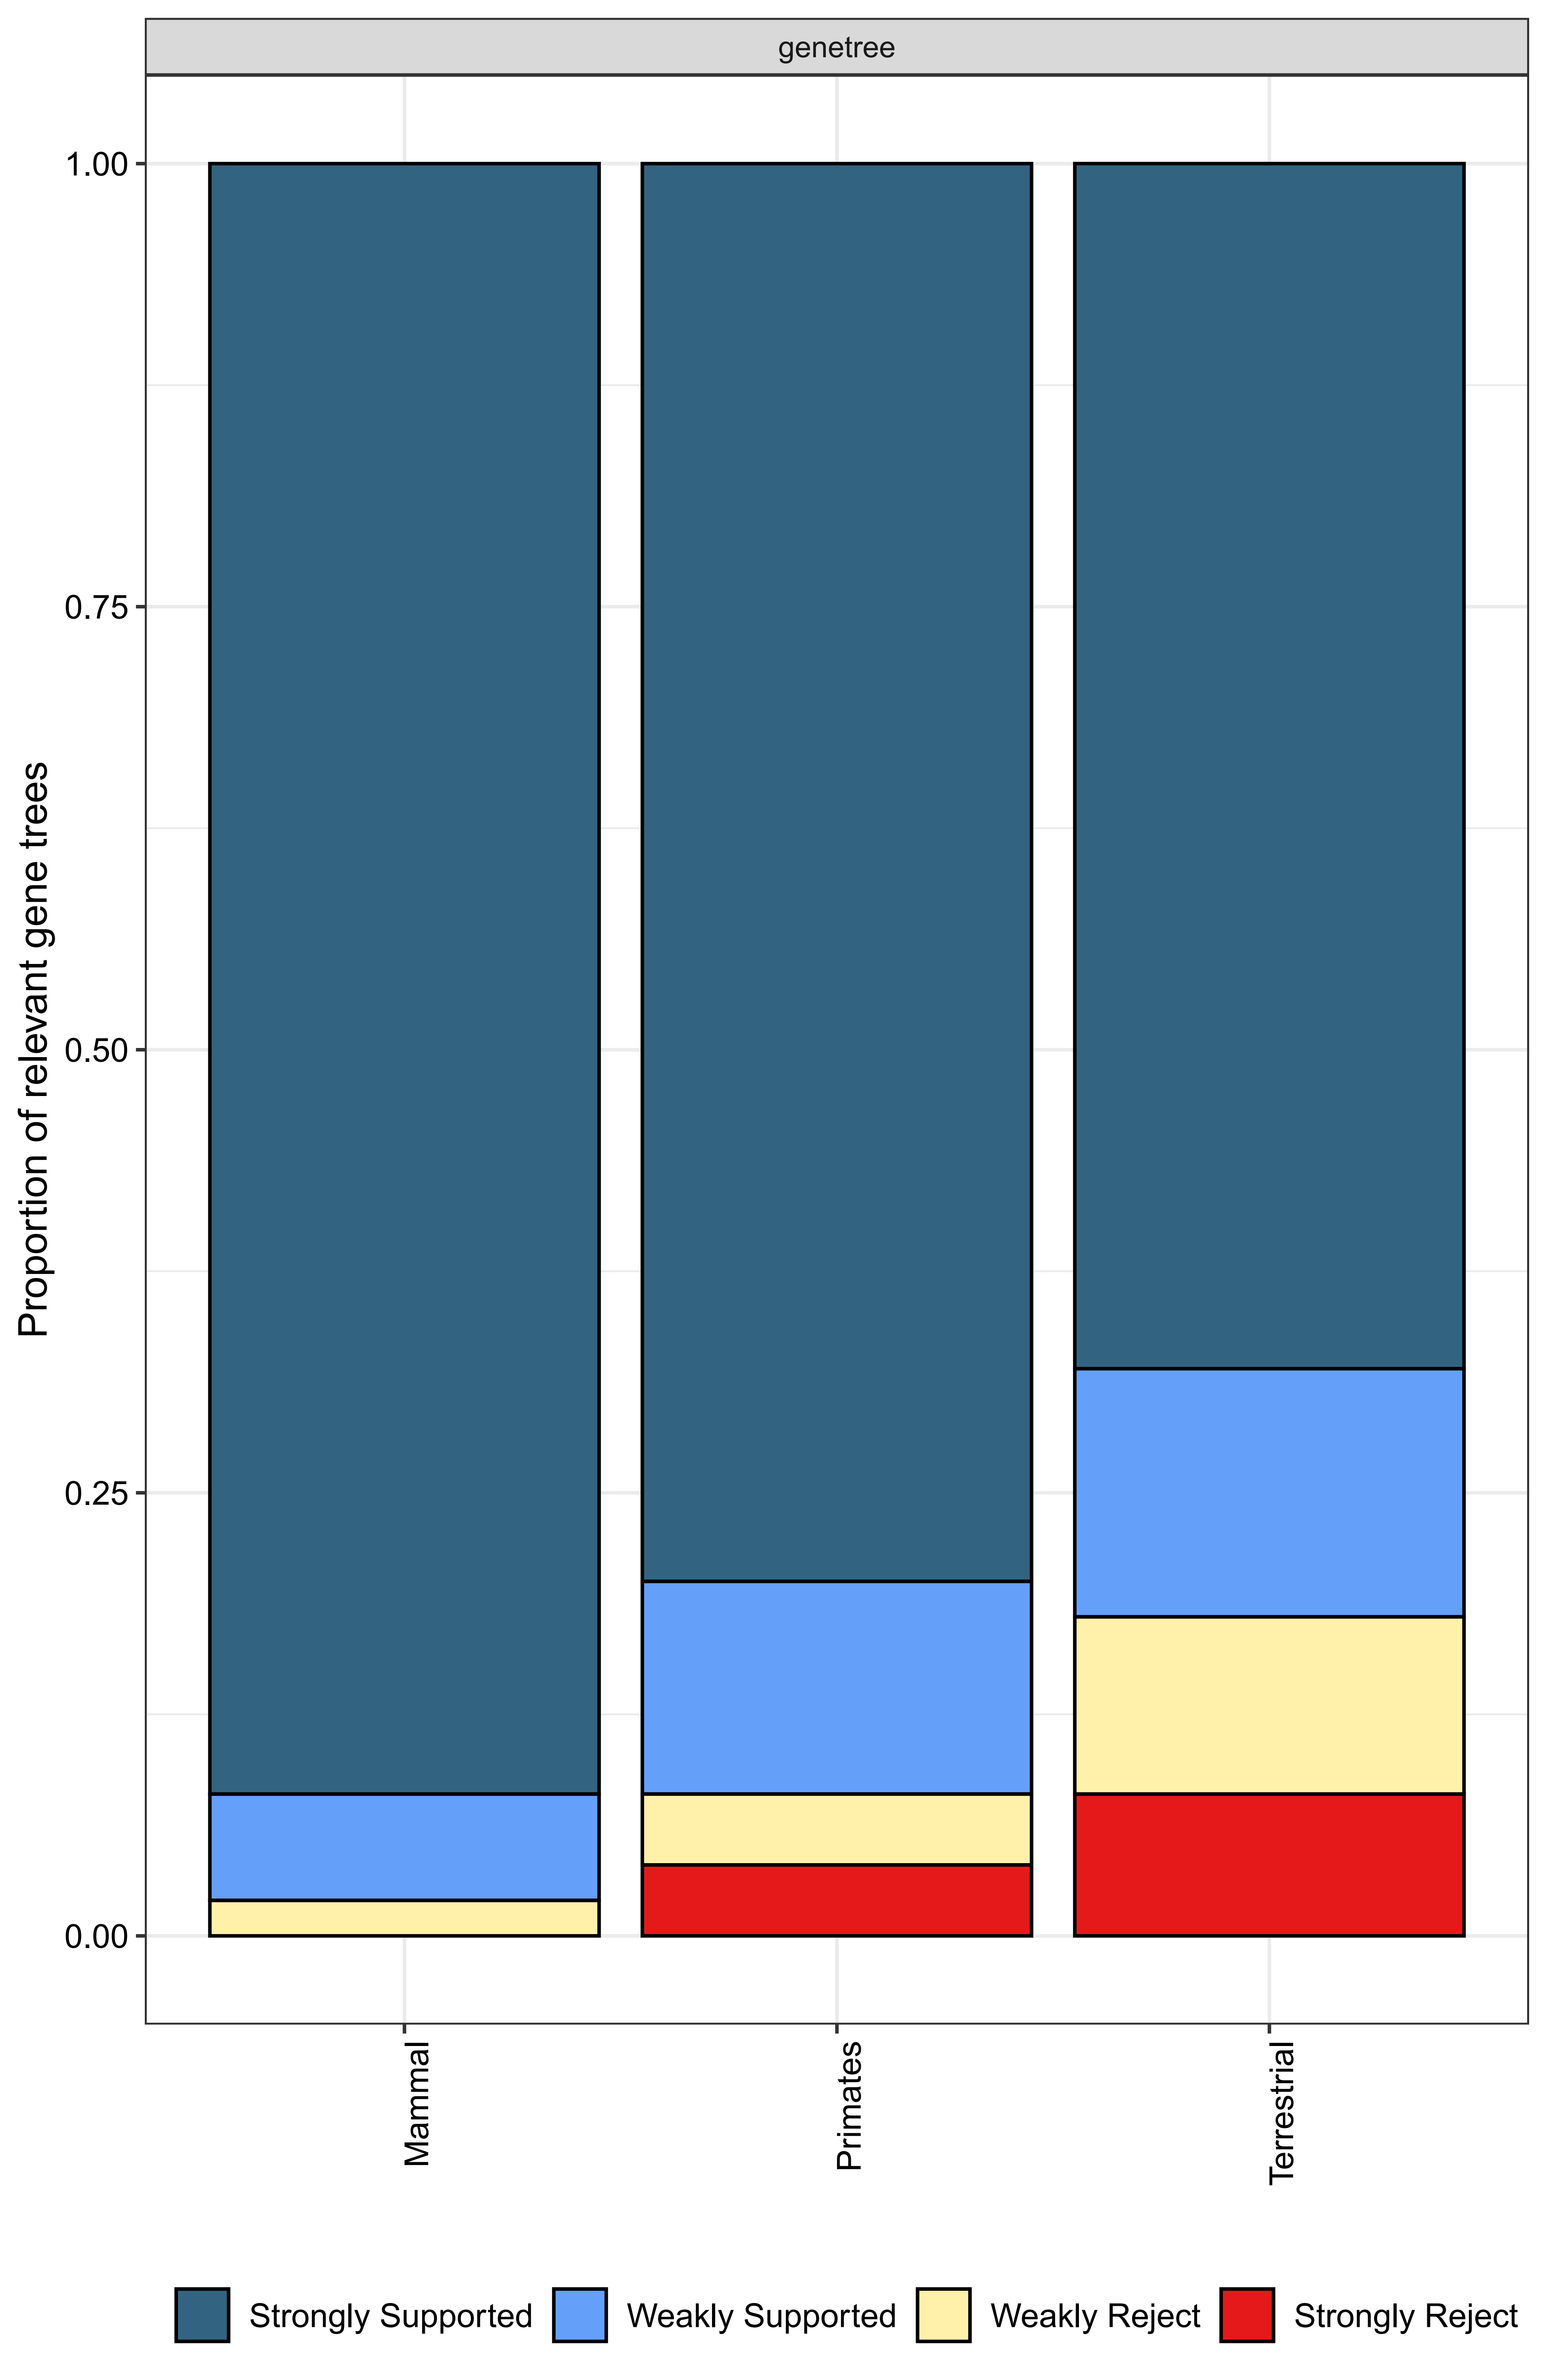 genetree
1.00
0.75
0.50
0.25
0.00
Proportion of relevant gene trees
Mammal
Primates
Terrestrial
Strongly Supported
Weakly Supported
Weakly Reject
Strongly Reject